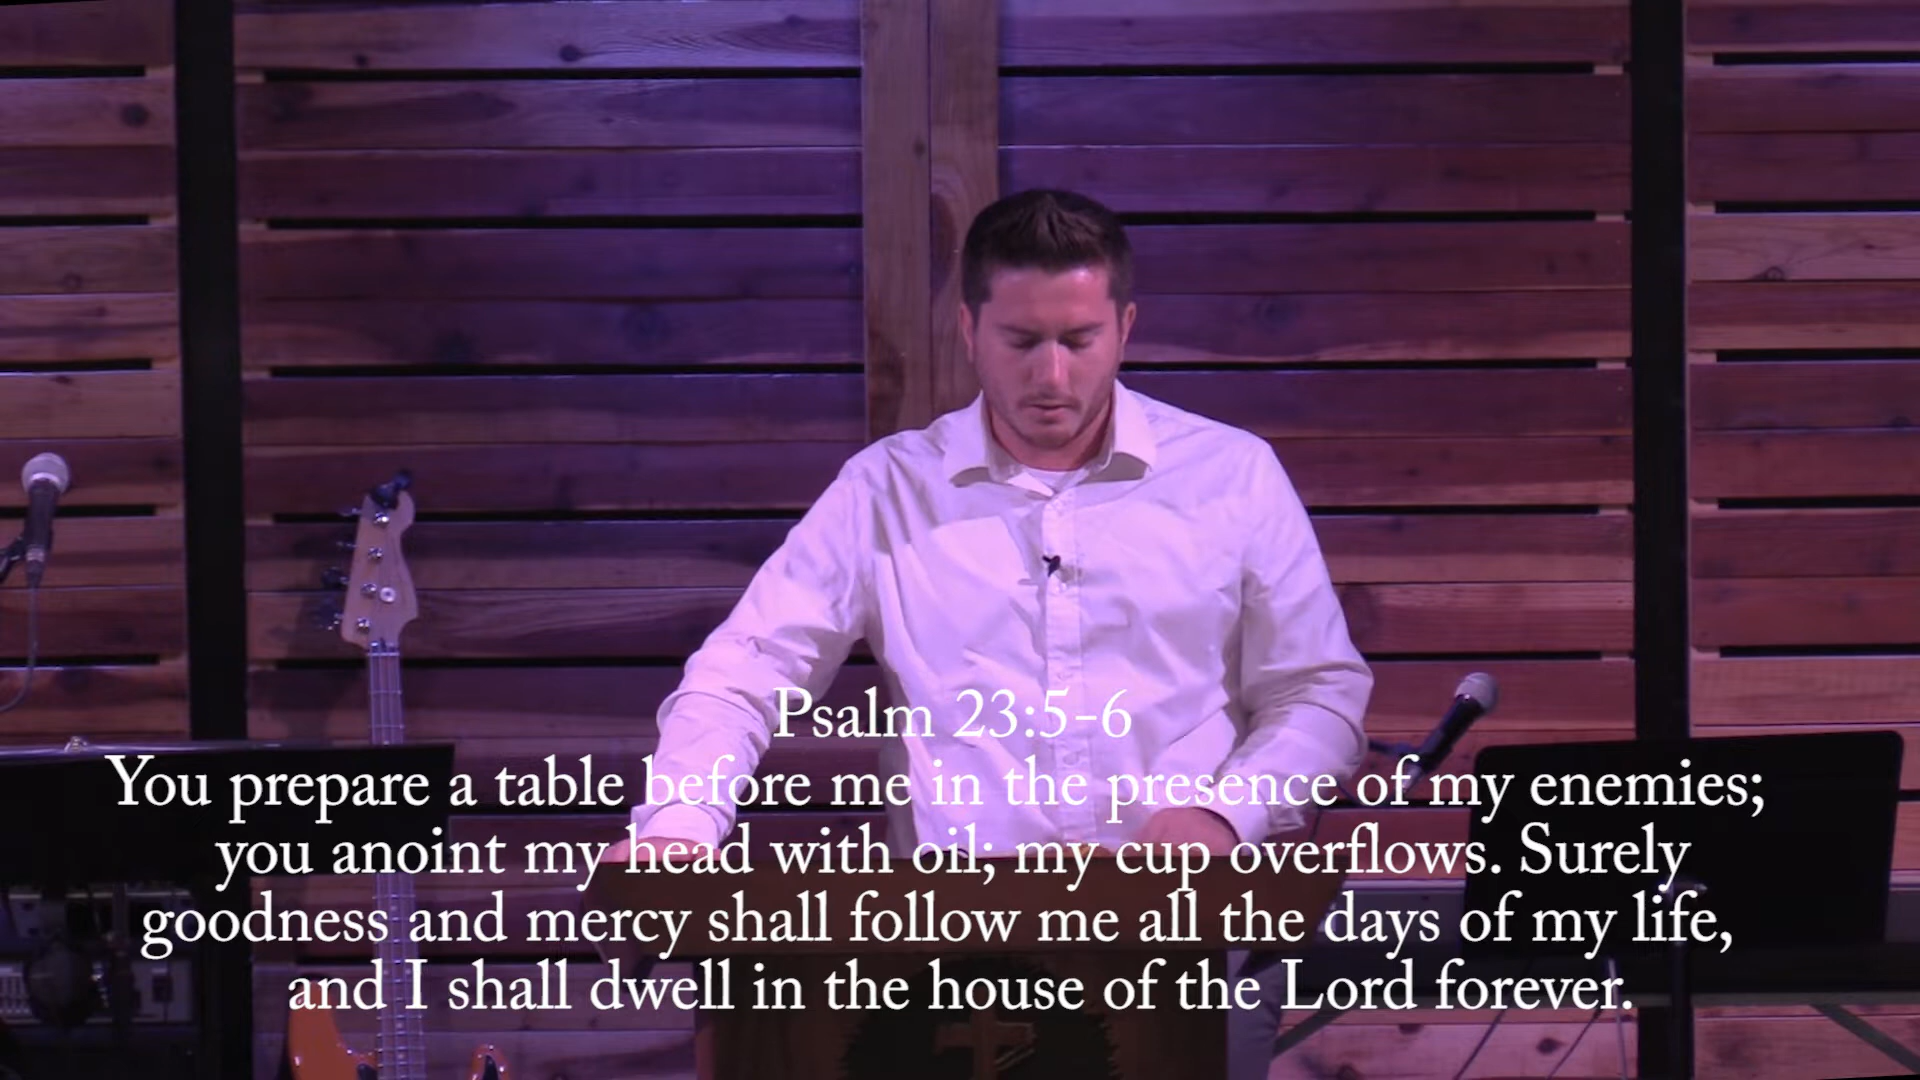 Psalm 23:5-6
You prepare a table before me in the presence of my enemies;
you anoint my head with oil; my cup overflows. Surely
goodness and mercy shall follow me all the days of my life,
and I shall dwell in the house of the Lord forever.